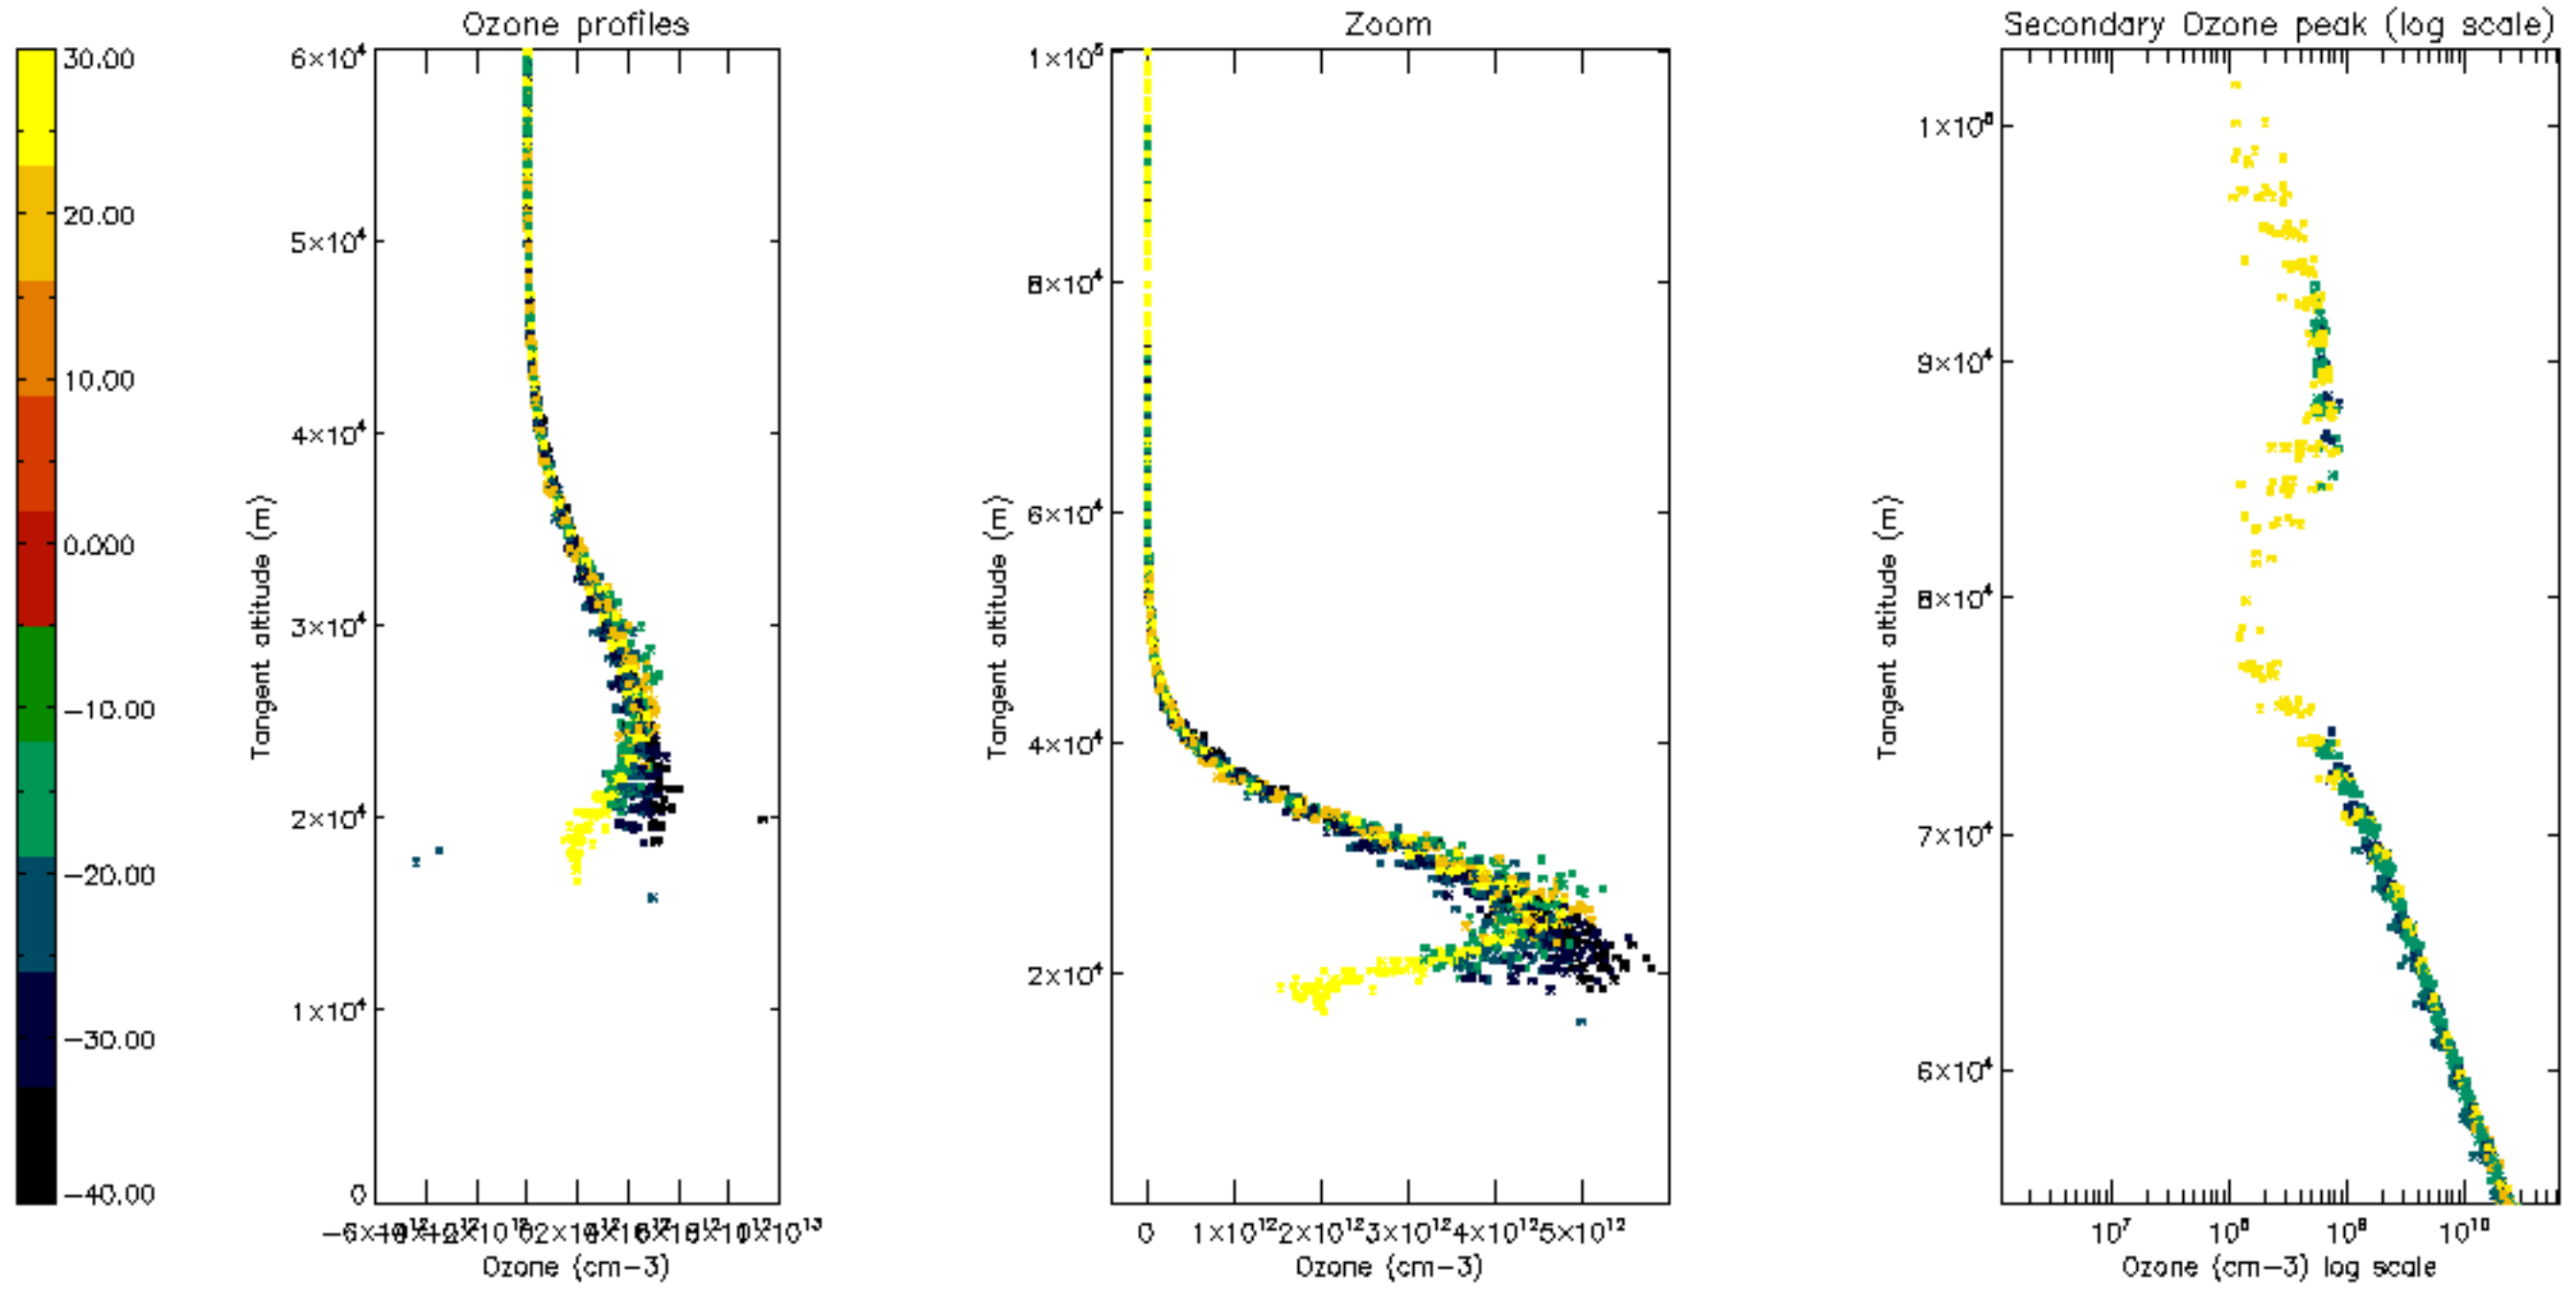 Ozone profiles
Zoom
Secondary Ozone peak (log scale)
30.00
20.00
10.00
0.000
−10.00
−20.00
−30.00
−40.00
6×10⁴
5×10⁴
4×10⁴
3×10⁴
2×10⁴
1×10⁴
0
Tangent altitude (m)
Ozone (cm−3)
1×10⁵
8×10⁴
6×10⁴
4×10⁴
2×10⁴
Tangent altitude (m)
0 1×10¹² 2×10¹² 3×10¹² 4×10¹² 5×10¹²
Ozone (cm−3)
1×10⁵
9×10⁴
8×10⁴
7×10⁴
6×10⁴
Tangent altitude (m)
10⁷ 10⁸ 10⁹ 10¹⁰
Ozone (cm−3) log scale